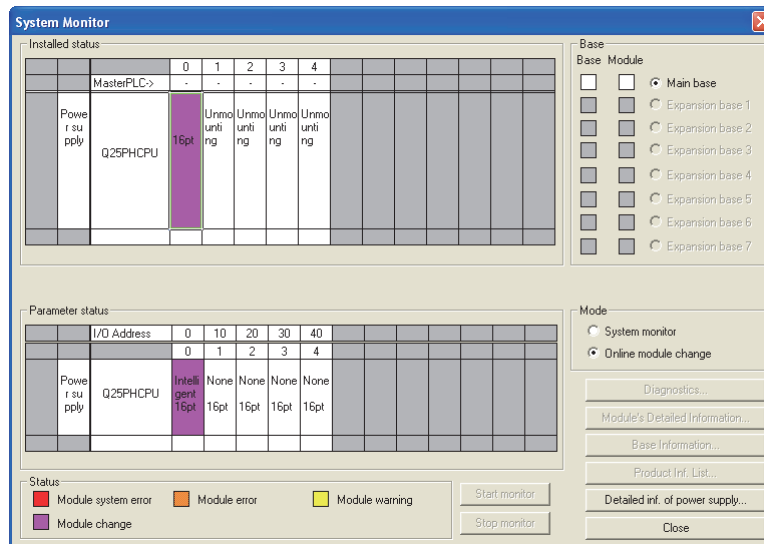 System Monitor
Installed status
0 1 2 3 4
MasterPLC-> - - - - -
Powe
r su
pply
Q25PHCPU
16pt
Unmo
unti
ng
Unmo
unti
ng
Unmo
unti
ng
Unmo
unti
ng
Base
Base Module
Main base
Expansion base 1
Expansion base 2
Expansion base 3
Expansion base 4
Expansion base 5
Expansion base 6
Expansion base 7
Parameter status
I/O Address 0 10 20 30 40
0 1 2 3 4
Powe
r su
pply
Q25PHCPU
Intelli
gent
16pt
None
16pt
None
16pt
None
16pt
None
16pt
Mode
System monitor
Online module change
Diagnostics...
Module's Detailed Information...
Base Information...
Product Inf. List...
Detailed inf. of power supply...
Close
Status
Module system error
Module error
Module warning
Module change
Start monitor
Stop monitor